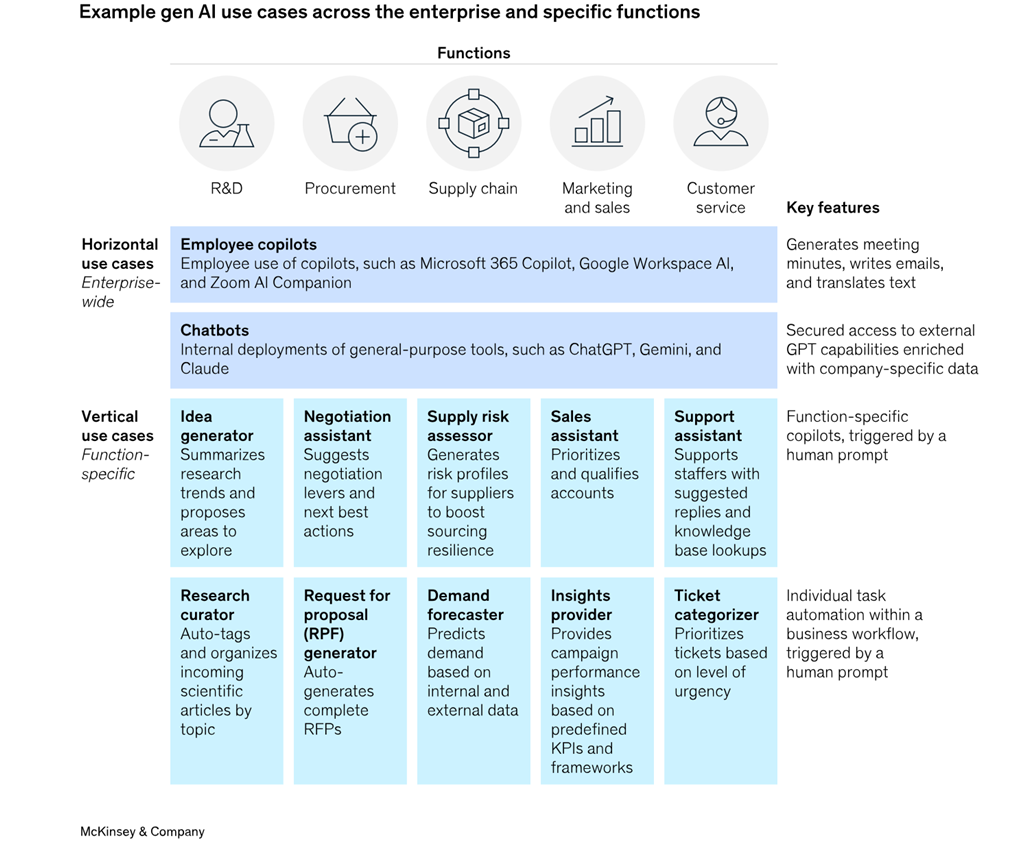 Example gen AI use cases across the enterprise and specific functions
Functions
R&D
Procurement
Supply chain
Marketing
and sales
Customer
service
Key features
Horizontal
use cases
Enterprise-
wide
Employee copilots
Employee use of copilots, such as Microsoft 365 Copilot, Google Workspace AI,
and Zoom AI Companion
Generates meeting
minutes, writes emails,
and translates text
Chatbots
Internal deployments of general-purpose tools, such as ChatGPT, Gemini, and
Claude
Secured access to external
GPT capabilities enriched
with company-specific data
Vertical
use cases
Function-
specific
Idea
generator
Summarizes
research
trends and
proposes
areas to
explore
Negotiation
assistant
Suggests
negotiation
levers and
next best
actions
Supply risk
assessor
Generates
risk profiles
for suppliers
to boost
sourcing
resilience
Sales
assistant
Prioritizes
and qualifies
accounts
Support
assistant
Supports
staffers with
suggested
replies and
knowledge
base lookups
Function-specific
copilots, triggered by a
human prompt
Research
curator
Auto-tags
and organizes
incoming
scientific
articles by
topic
Request for
proposal
(RPF)
generator
Auto-
generates
complete
RFPs
Demand
forecaster
Predicts
demand
based on
internal and
external data
Insights
provider
Provides
campaign
performance
insights
based on
predefined
KPIs and
frameworks
Ticket
categorizer
Prioritizes
tickets based
on level of
urgency
Individual task
automation within a
business workflow,
triggered by a
human prompt
McKinsey & Company